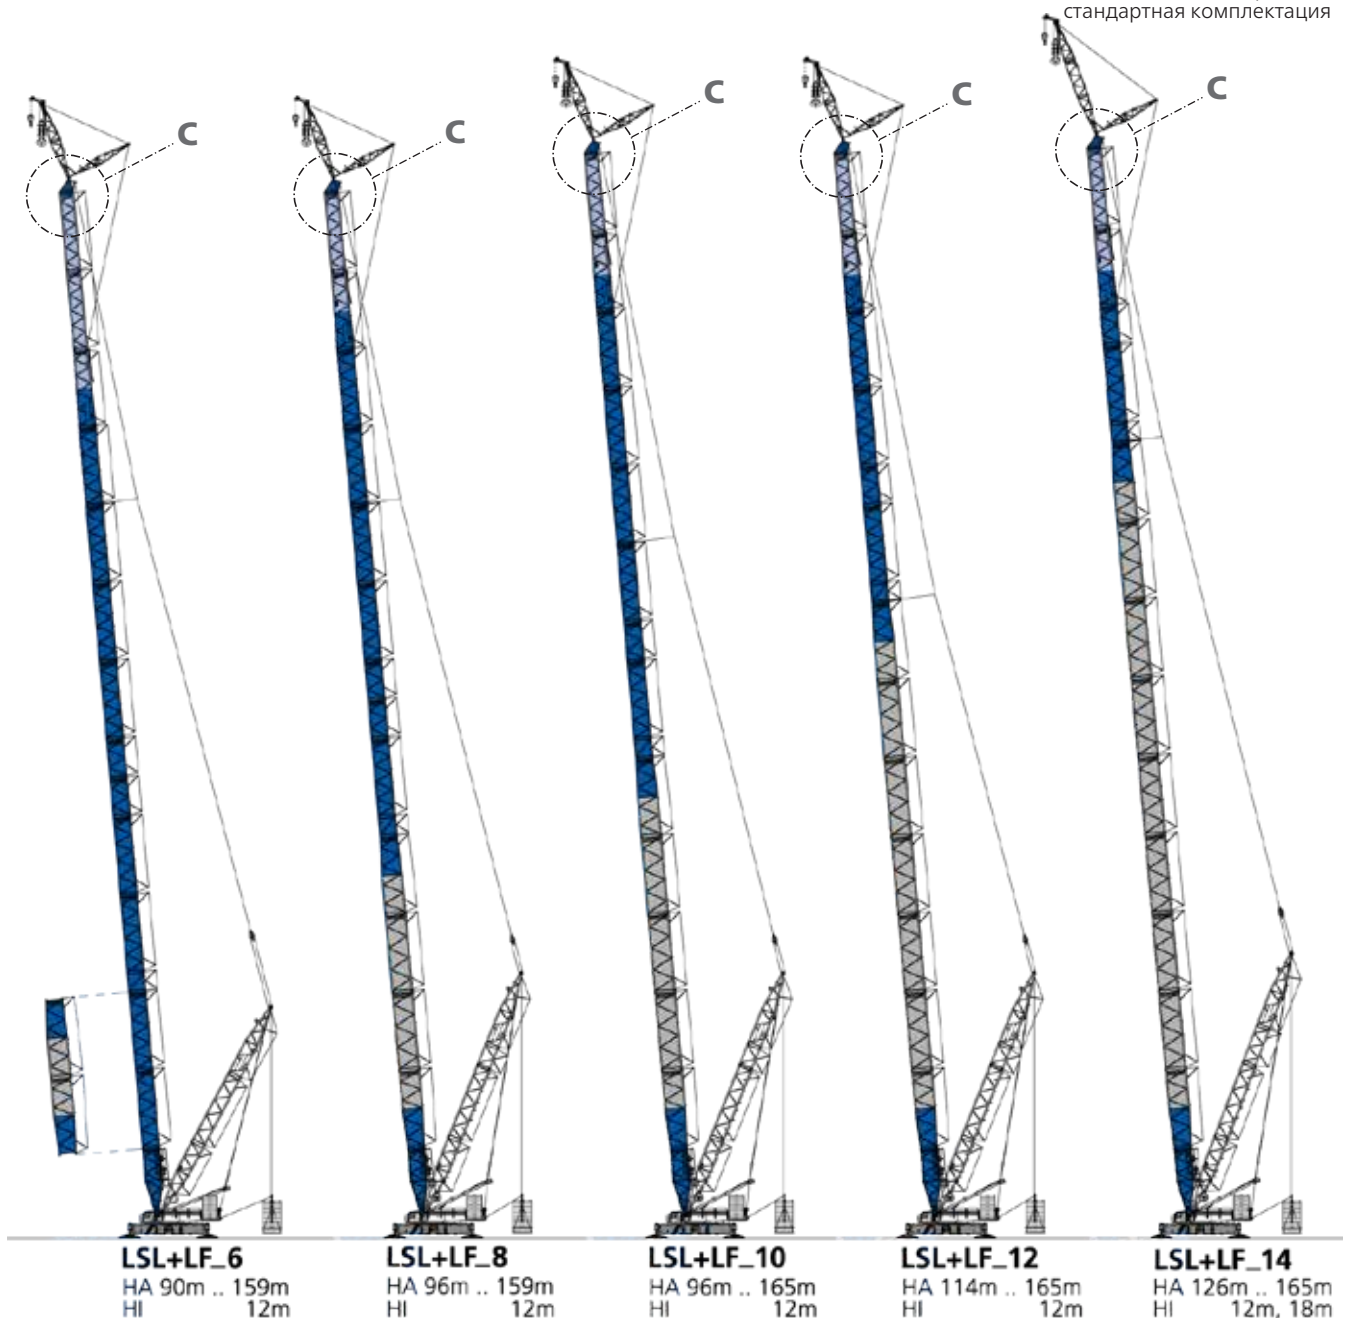 стандартная комплектация
C
C
C
C
C
LSL+LF_6
HA 90m .. 159m
HI 12m
LSL+LF_8
HA 96m .. 159m
HI 12m
LSL+LF_10
HA 96m .. 165m
HI 12m
LSL+LF_12
HA 114m .. 165m
HI 12m
LSL+LF_14
HA 126m .. 165m
HI 12m, 18m